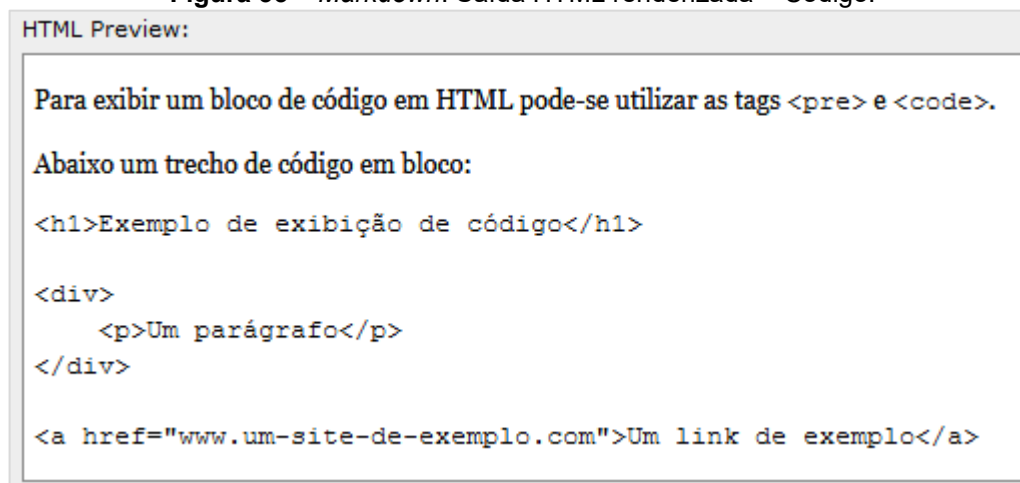 HTML Preview:
Para exibir um bloco de código em HTML pode-se utilizar as tags <pre> e <code>.
Abaixo um trecho de código em bloco:
<h1>Exemplo de exibição de código</h1>
<div>
    <p>Um parágrafo</p>
</div>
<a href="www.um-site-de-exemplo.com">Um link de exemplo</a>